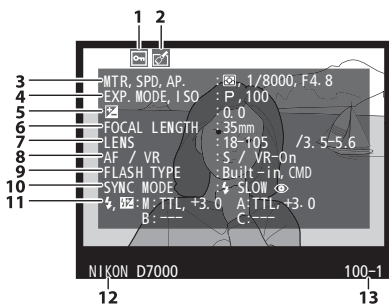 1 2
3 MTR, SPD, AP. : 1/8000, F4. 8
4 EXP. MODE, ISO : P, 100
5 : 0. 0
6 FOCAL LENGTH : 35mm
7 LENS : 18-105 /3. 5-5. 6
8 AF / VR : S / VR-On
9 FLASH TYPE : Built-in, CMD
10 SYNC MODE : SLOW
11 , : M: TTL, +3. 0 A: TTL, +3. 0
B: --- C: ---
NIKON D7000 100-1
12 13